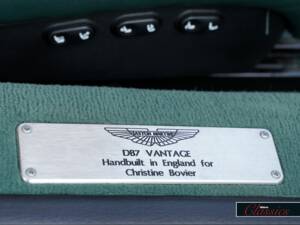 ASTON MARTIN
DB7 VANTAGE
Handbuilt in England for
Christine Bovier
Classics